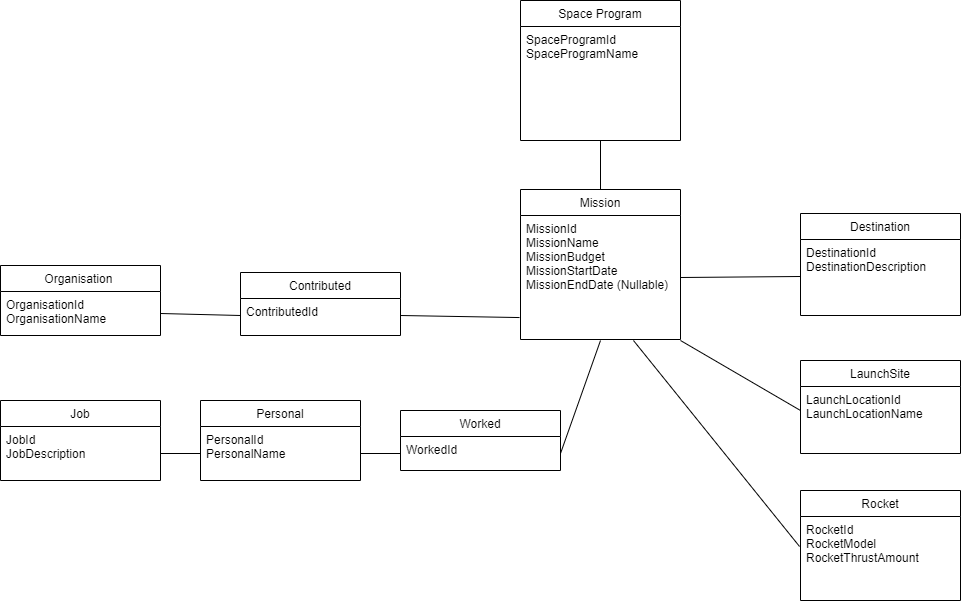 Space Program
SpaceProgramId
SpaceProgramName
Mission
MissionId
MissionName
MissionBudget
MissionStartDate
MissionEndDate (Nullable)
Destination
DestinationId
DestinationDescription
Organisation
OrganisationId
OrganisationName
Contributed
ContributedId
LaunchSite
LaunchLocationId
LaunchLocationName
Job
JobId
JobDescription
Personal
PersonalId
PersonalName
Worked
WorkedId
Rocket
RocketId
RocketModel
RocketThrustAmount